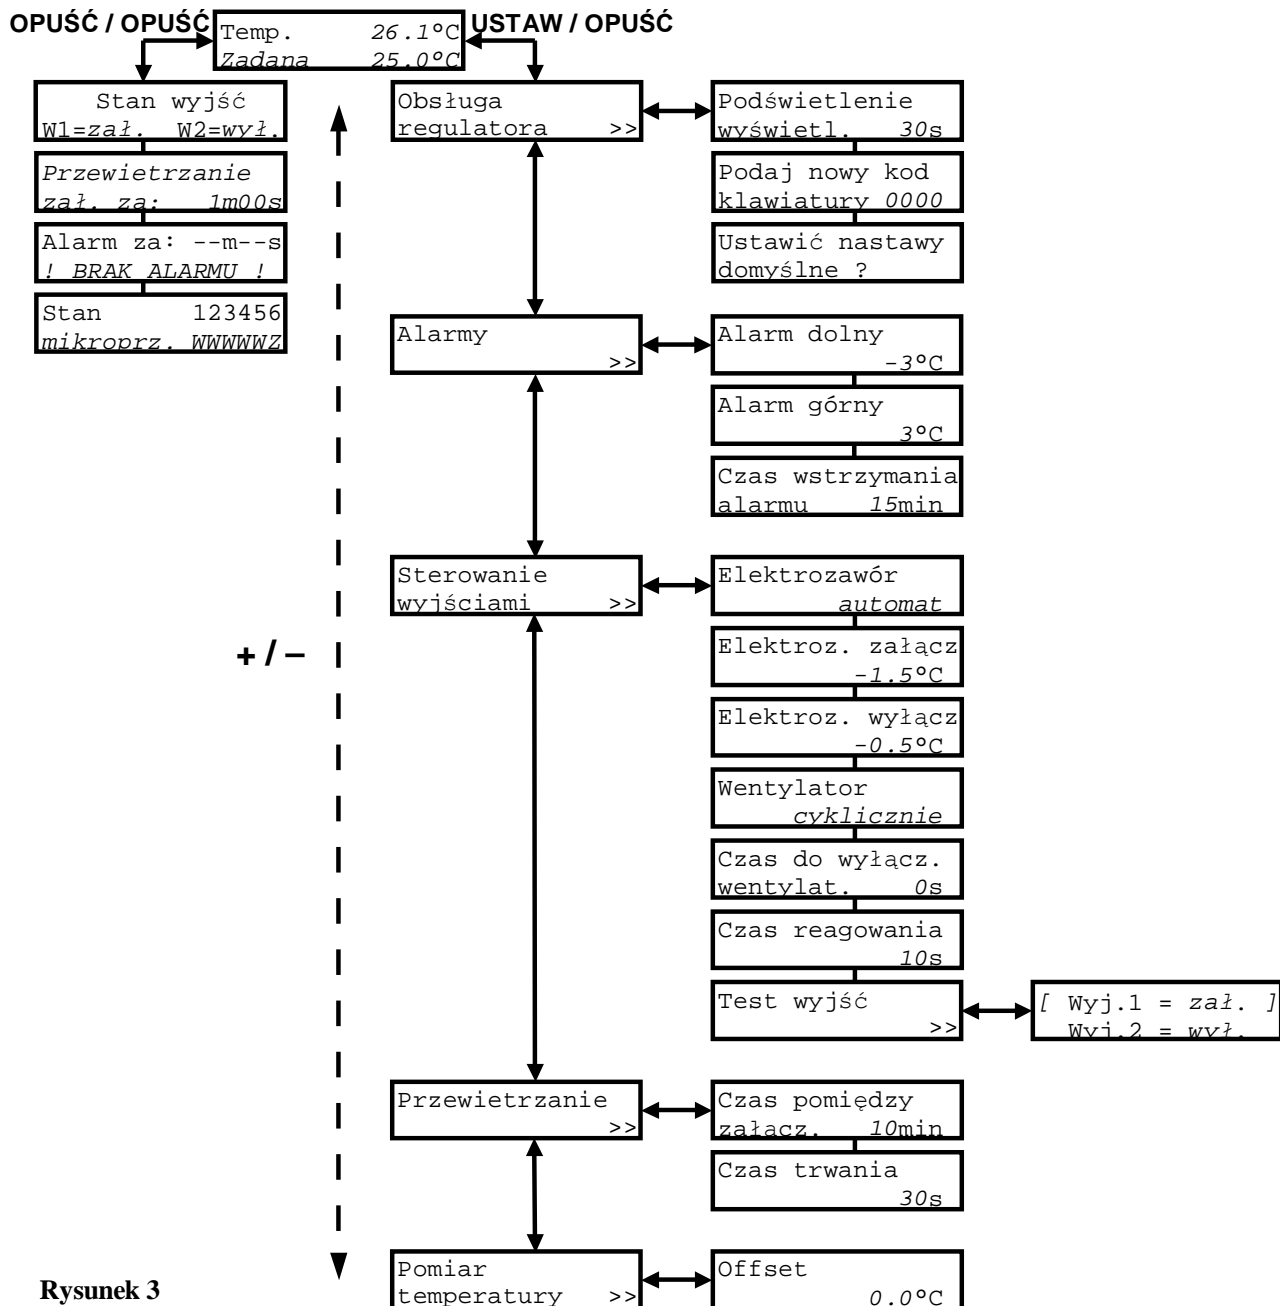 OPUŚĆ / OPUŚĆ
USTAW / OPUŚĆ
Temp. 26.1°C
Zadana 25.0°C
Stan wyjść
W1=zał. W2=wył.
Przewietrzanie
zał. za: 1m00s
Alarm za: --m--s
! BRAK ALARMU !
Stan 123456
mikroprz. WWWWWZ
+ / –
Obsługa
regulatora >>
Podświetlenie
wyświetl. 30s
Podaj nowy kod
klawiatury 0000
Ustawić nastawy
domyślne ?
Alarmy
>>
Alarm dolny
-3°C
Alarm górny
3°C
Czas wstrzymania
alarmu 15min
Sterowanie
wyjściami >>
Elektrozawór
automat
Elektroz. załącz
-1.5°C
Elektroz. wyłącz
-0.5°C
Wentylator
cyklicznie
Czas do wyłącz.
wentylat. 0s
Czas reagowania
10s
Test wyjść
>>
[ Wyj.1 = zał. ]
Wyj.2 = wył.
Przewietrzanie
>>
Czas pomiędzy
załącz. 10min
Czas trwania
30s
Pomiar
temperatury >>
Offset
0.0°C
Rysunek 3